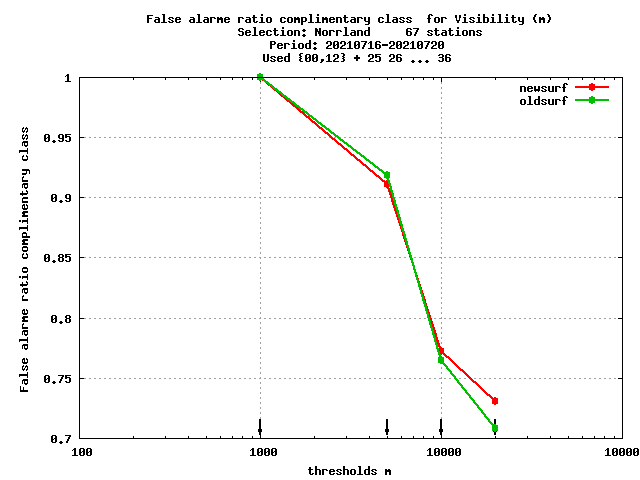 False alarme ratio complimentary class  for Visibility (m)
Selection: Norrland     67 stations
Period: 20210716-20210720
Used {00,12} + 25 26 ... 36
newsurf
oldsurf
False alarme ratio complimentary class
1
0.95
0.9
0.85
0.8
0.75
0.7
100
1000
10000
10000
thresholds m